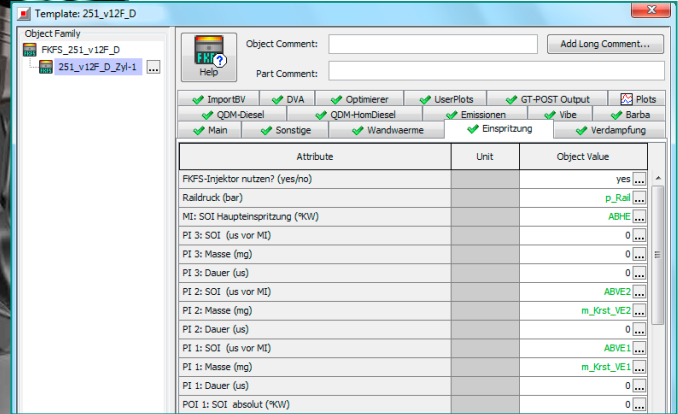 Template: 251_v12F_D
Object Family
FKFS_251_v12F_D
251_v12F_D_Zyl-1 ...
FKFS
Help
Object Comment:
Add Long Comment...
Part Comment:
ImportBV DVA Optimierer UserPlots GT-POST Output Plots
QDM-Diesel QDM-HomDiesel Emissionen Vibe Barba
Main Sonstige Wandwaerme Einspritzung Verdampfung
Attribute Unit Object Value
FKFS-Injektor nutzen? (yes/no) yes ...
Raildruck (bar) p_Rail ...
MI: SOI Haupteinspritzung (°KW) ABHE ...
PI 3: SOI (us vor MI) 0 ...
PI 3: Masse (mg) 0 ...
PI 3: Dauer (us) 0 ...
PI 2: SOI (us vor MI) ABVE2 ...
PI 2: Masse (mg) m_Krst_VE2 ...
PI 2: Dauer (us) 0 ...
PI 1: SOI (us vor MI) ABVE1 ...
PI 1: Masse (mg) m_Krst_VE1 ...
PI 1: Dauer (us) 0 ...
POI 1: SOI absolut (°KW) 0 ...